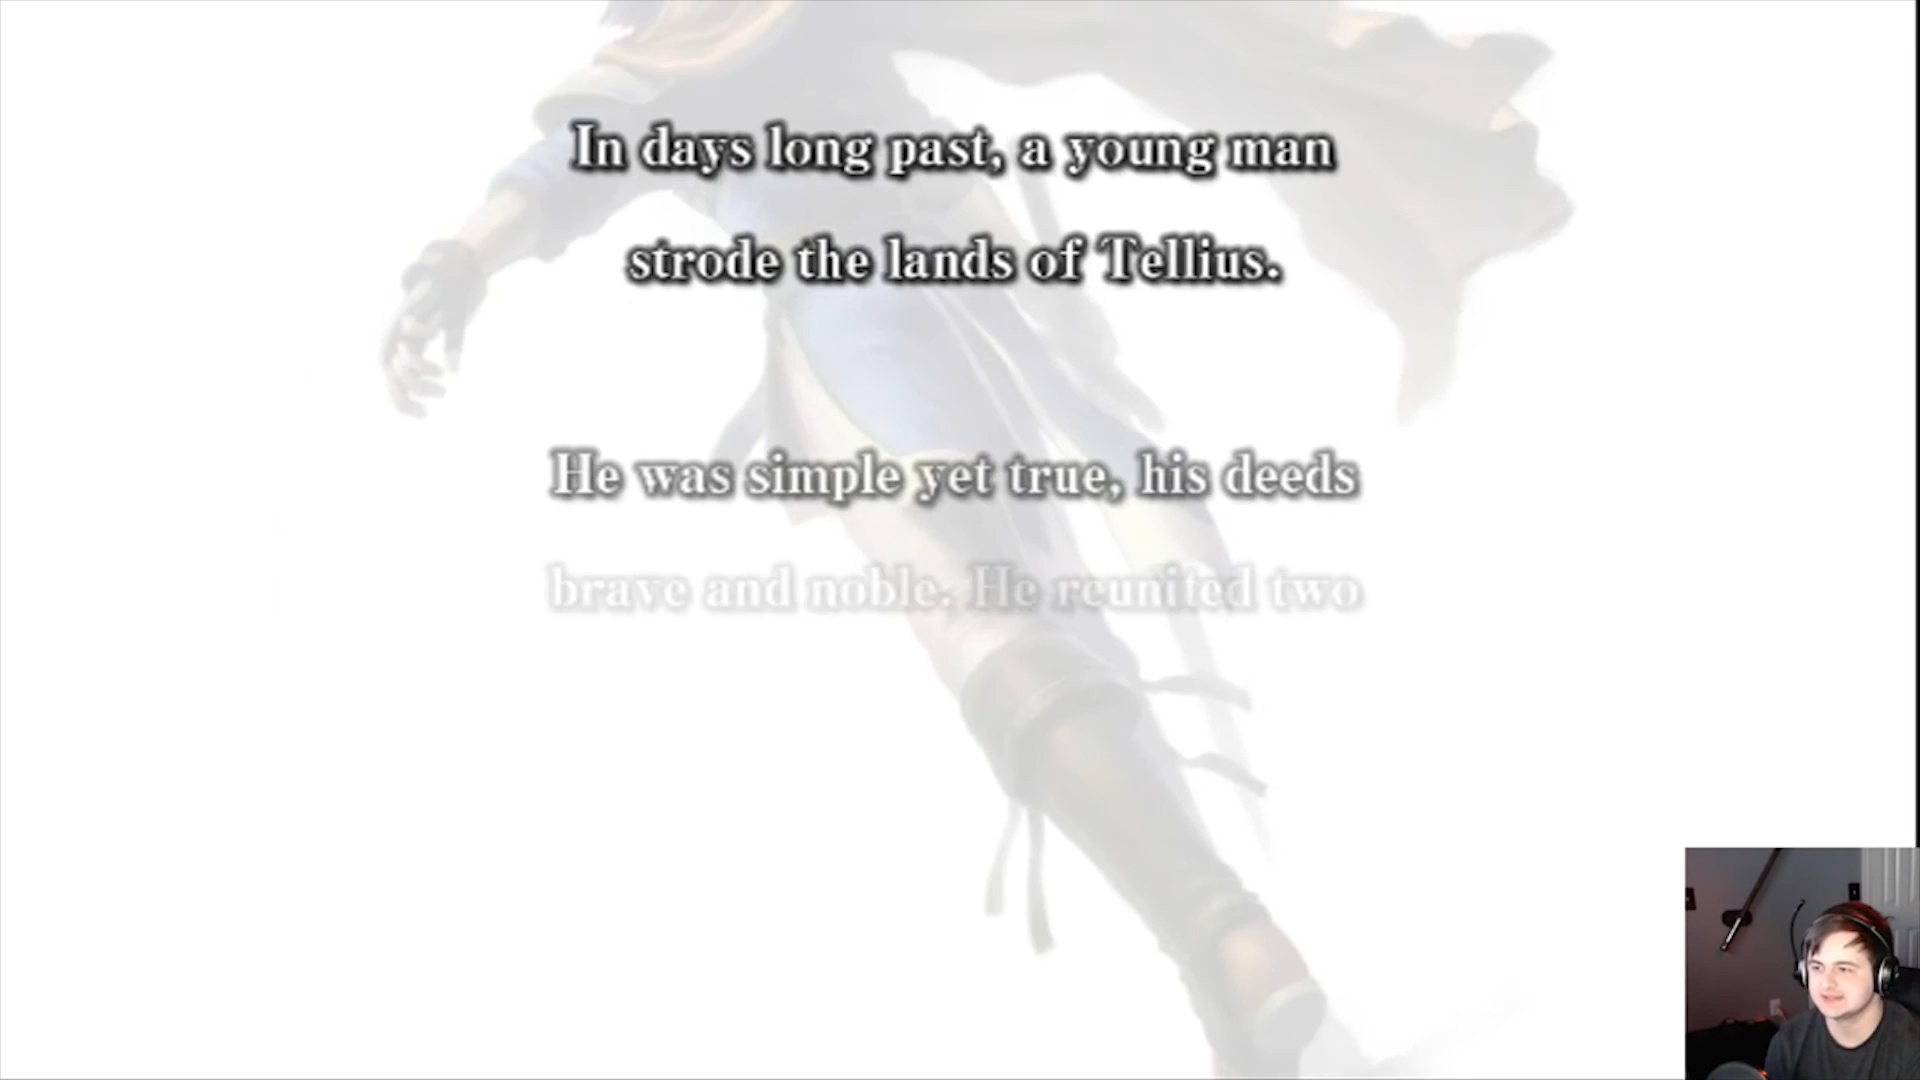 In days long past, a young man
strode the lands of Tellius.
He was simple yet true, his deeds
brave and noble. He reunited two